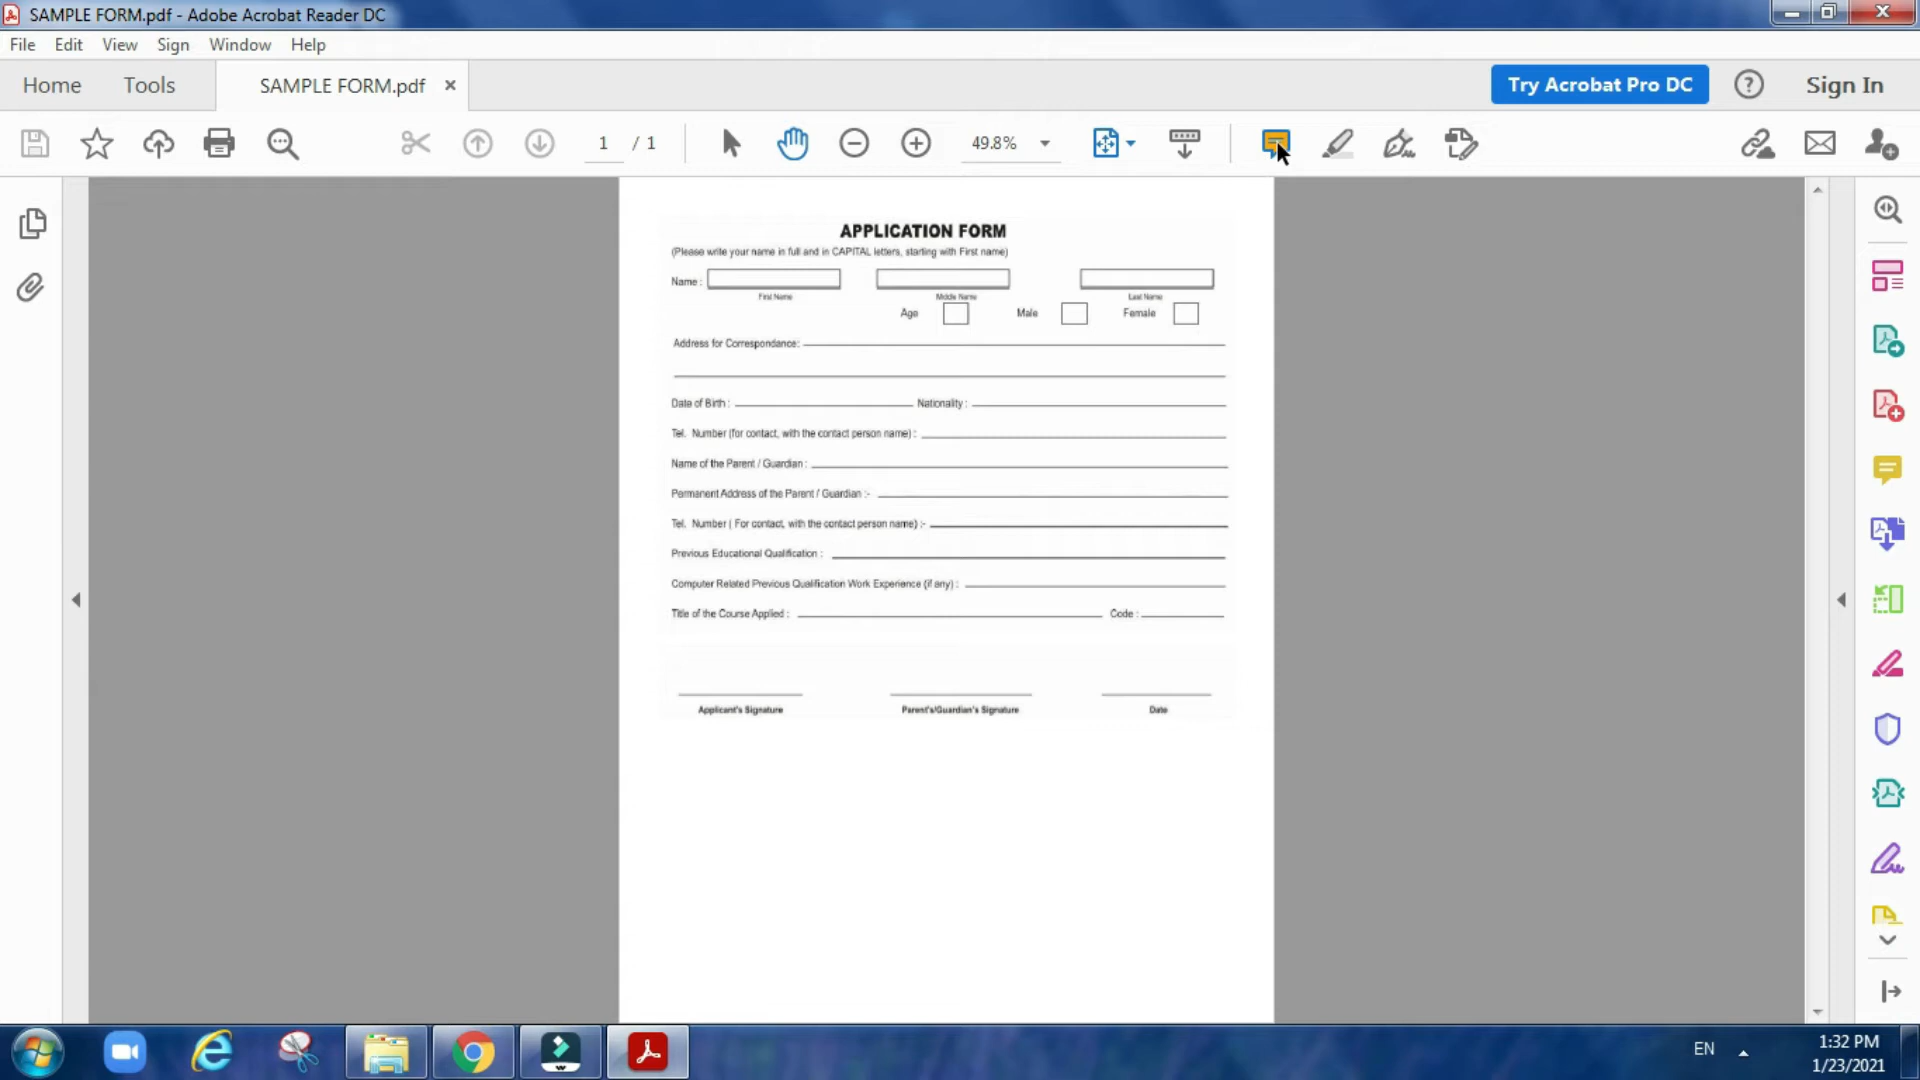 SAMPLE FORM.pdf - Adobe Acrobat Reader DC
File Edit View Sign Window Help
Home Tools SAMPLE FORM.pdf × Try Acrobat Pro DC ? Sign In
1 / 1 49.8%
APPLICATION FORM
(Please write your name in full and in CAPITAL letters, starting with First name)
Name :
First Name Middle Name Last Name
Age Male Female
Address for Correspondance:
Date of Birth : Nationality :
Tel. Number (for contact, with the contact person name) :
Name of the Parent / Guardian :
Permanent Address of the Parent / Guardian :-
Tel. Number ( For contact, with the contact person name) :-
Previous Educational Qualification :
Computer Related Previous Qualification Work Experience (if any) :
Title of the Course Applied : Code :
Applicant's Signature Parent's/Guardian's Signature Date
EN 1:32 PM
1/23/2021